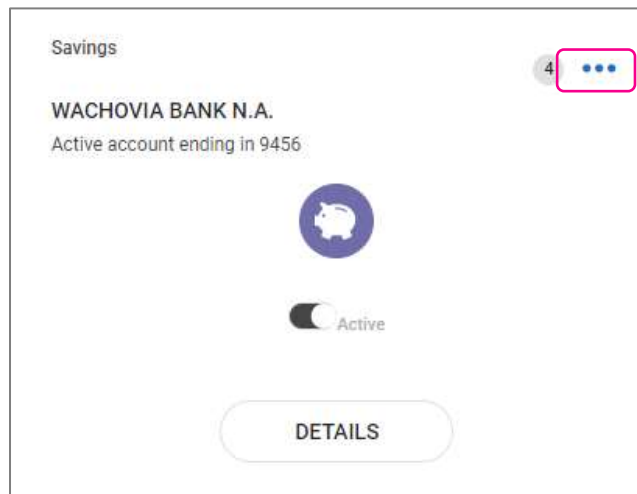 Savings
4
WACHOVIA BANK N.A.
Active account ending in 9456
Active
DETAILS